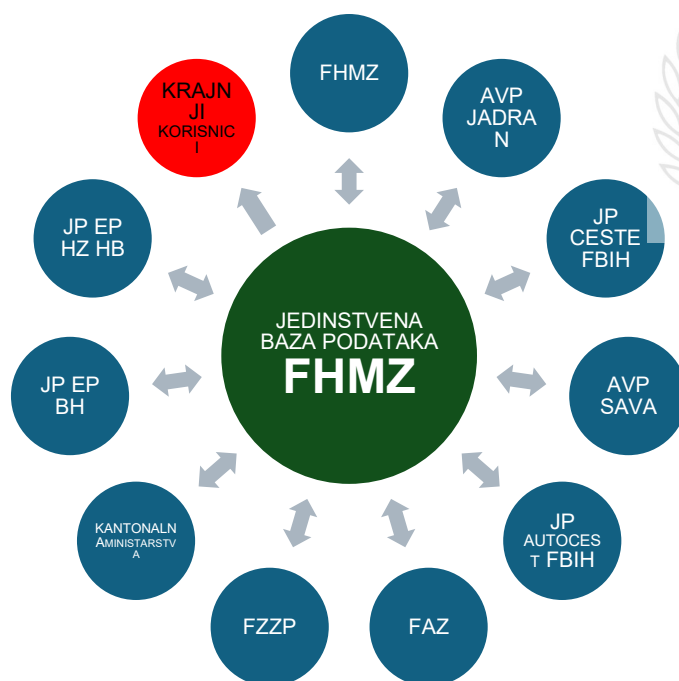 FHMZ
AVP
JADRA
N
JP
CESTE
FBIH
AVP
SAVA
JP
AUTOCES
T FBIH
FAZ
FZZP
KANTONALN
AMINISTARSTV
A
JP EP
BH
JP EP
HZ HB
KRAJN
JI
KORISNIC
I
JEDINSTVENA
BAZA PODATAKA
FHMZ